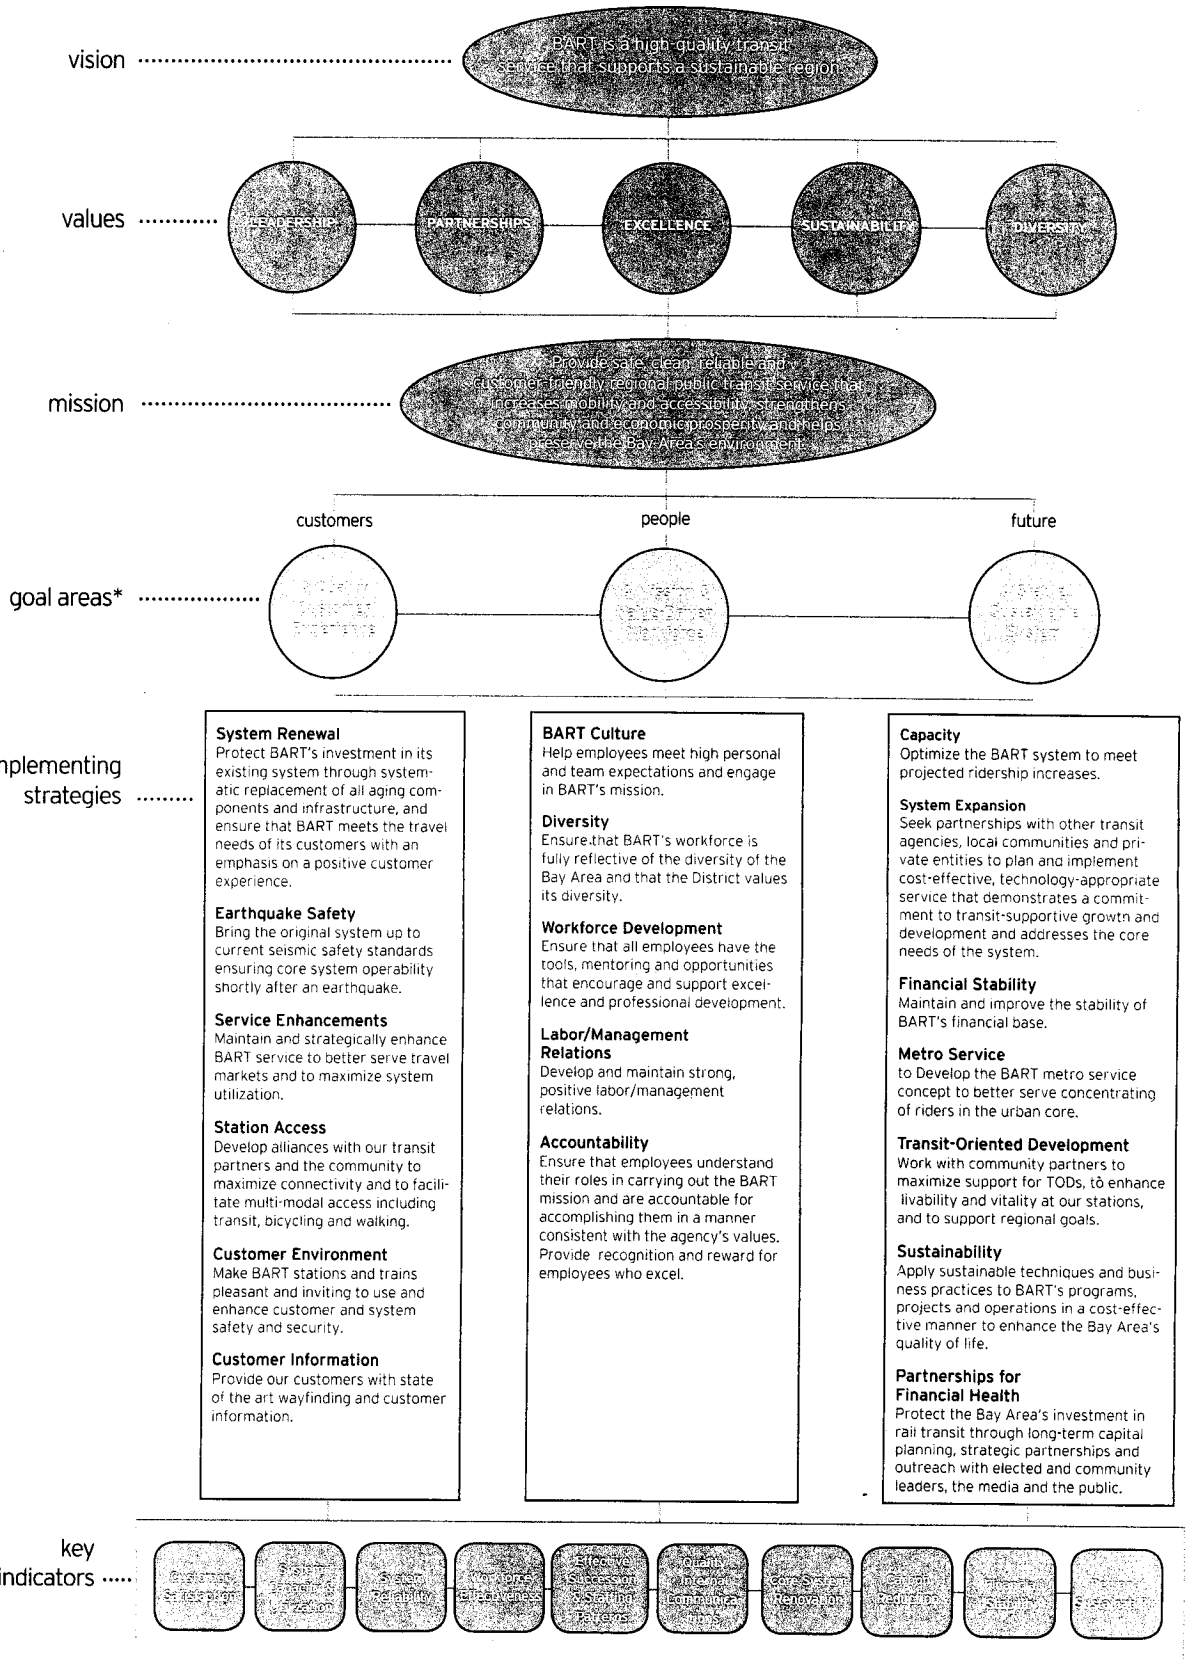 vision
BART is a high-quality transit
service that supports a sustainable region
values
LEADERSHIP
PARTNERSHIPS
EXCELLENCE
SUSTAINABILITY
DIVERSITY
mission
Provide safe, clean, reliable and
customer-friendly regional public transit service that
increases mobility and accessibility, strengthens
community and economic prosperity and helps
preserve the Bay Area's environment.
customers
people
future
goal areas*
Customer
Experience
Sustainable
System
mplementing
strategies
System Renewal
Protect BART's investment in its
existing system through system-
atic replacement of all aging com-
ponents and infrastructure, and
ensure that BART meets the travel
needs of its customers with an
emphasis on a positive customer
experience.
Earthquake Safety
Bring the original system up to
current seismic safety standards
ensuring core system operability
shortly after an earthquake.
Service Enhancements
Maintain and strategically enhance
BART service to better serve travel
markets and to maximize system
utilization.
Station Access
Develop alliances with our transit
partners and the community to
maximize connectivity and to facili-
tate multi-modal access including
transit, bicycling and walking.
Customer Environment
Make BART stations and trains
pleasant and inviting to use and
enhance customer and system
safety and security.
Customer Information
Provide our customers with state
of the art wayfinding and customer
information.
BART Culture
Help employees meet high personal
and team expectations and engage
in BART's mission.
Diversity
Ensure that BART's workforce is
fully reflective of the diversity of the
Bay Area and that the District values
its diversity.
Workforce Development
Ensure that all employees have the
tools, mentoring and opportunities
that encourage and support excel-
lence and professional development.
Labor/Management
Relations
Develop and maintain strong,
positive labor/management
relations.
Accountability
Ensure that employees understand
their roles in carrying out the BART
mission and are accountable for
accomplishing them in a manner
consistent with the agency's values.
Provide recognition and reward for
employees who excel.
Capacity
Optimize the BART system to meet
projected ridership increases.
System Expansion
Seek partnerships with other transit
agencies, local communities and pri-
vate entities to plan and implement
cost-effective, technology-appropriate
service that demonstrates a commit-
ment to transit-supportive growth and
development and addresses the core
needs of the system.
Financial Stability
Maintain and improve the stability of
BART's financial base.
Metro Service
to Develop the BART metro service
concept to better serve concentrating
of riders in the urban core.
Transit-Oriented Development
Work with community partners to
maximize support for TODs, to enhance
livability and vitality at our stations,
and to support regional goals.
Sustainability
Apply sustainable techniques and busi-
ness practices to BART's programs,
projects and operations in a cost-effec-
tive manner to enhance the Bay Area's
quality of life.
Partnerships for
Financial Health
Protect the Bay Area's investment in
rail transit through long-term capital
planning, strategic partnerships and
outreach with elected and community
leaders, the media and the public.
key
indicators
Customer
Satisfaction
System
Capacity &
Utilization
System
Reliability
Workforce
Effectiveness
Effective
Succession
& Staffing
Patterns
Quality
Internal
Communica
tions
Core System
Renovation
Carbon
Reduction
Financial
Stability
Sustainability